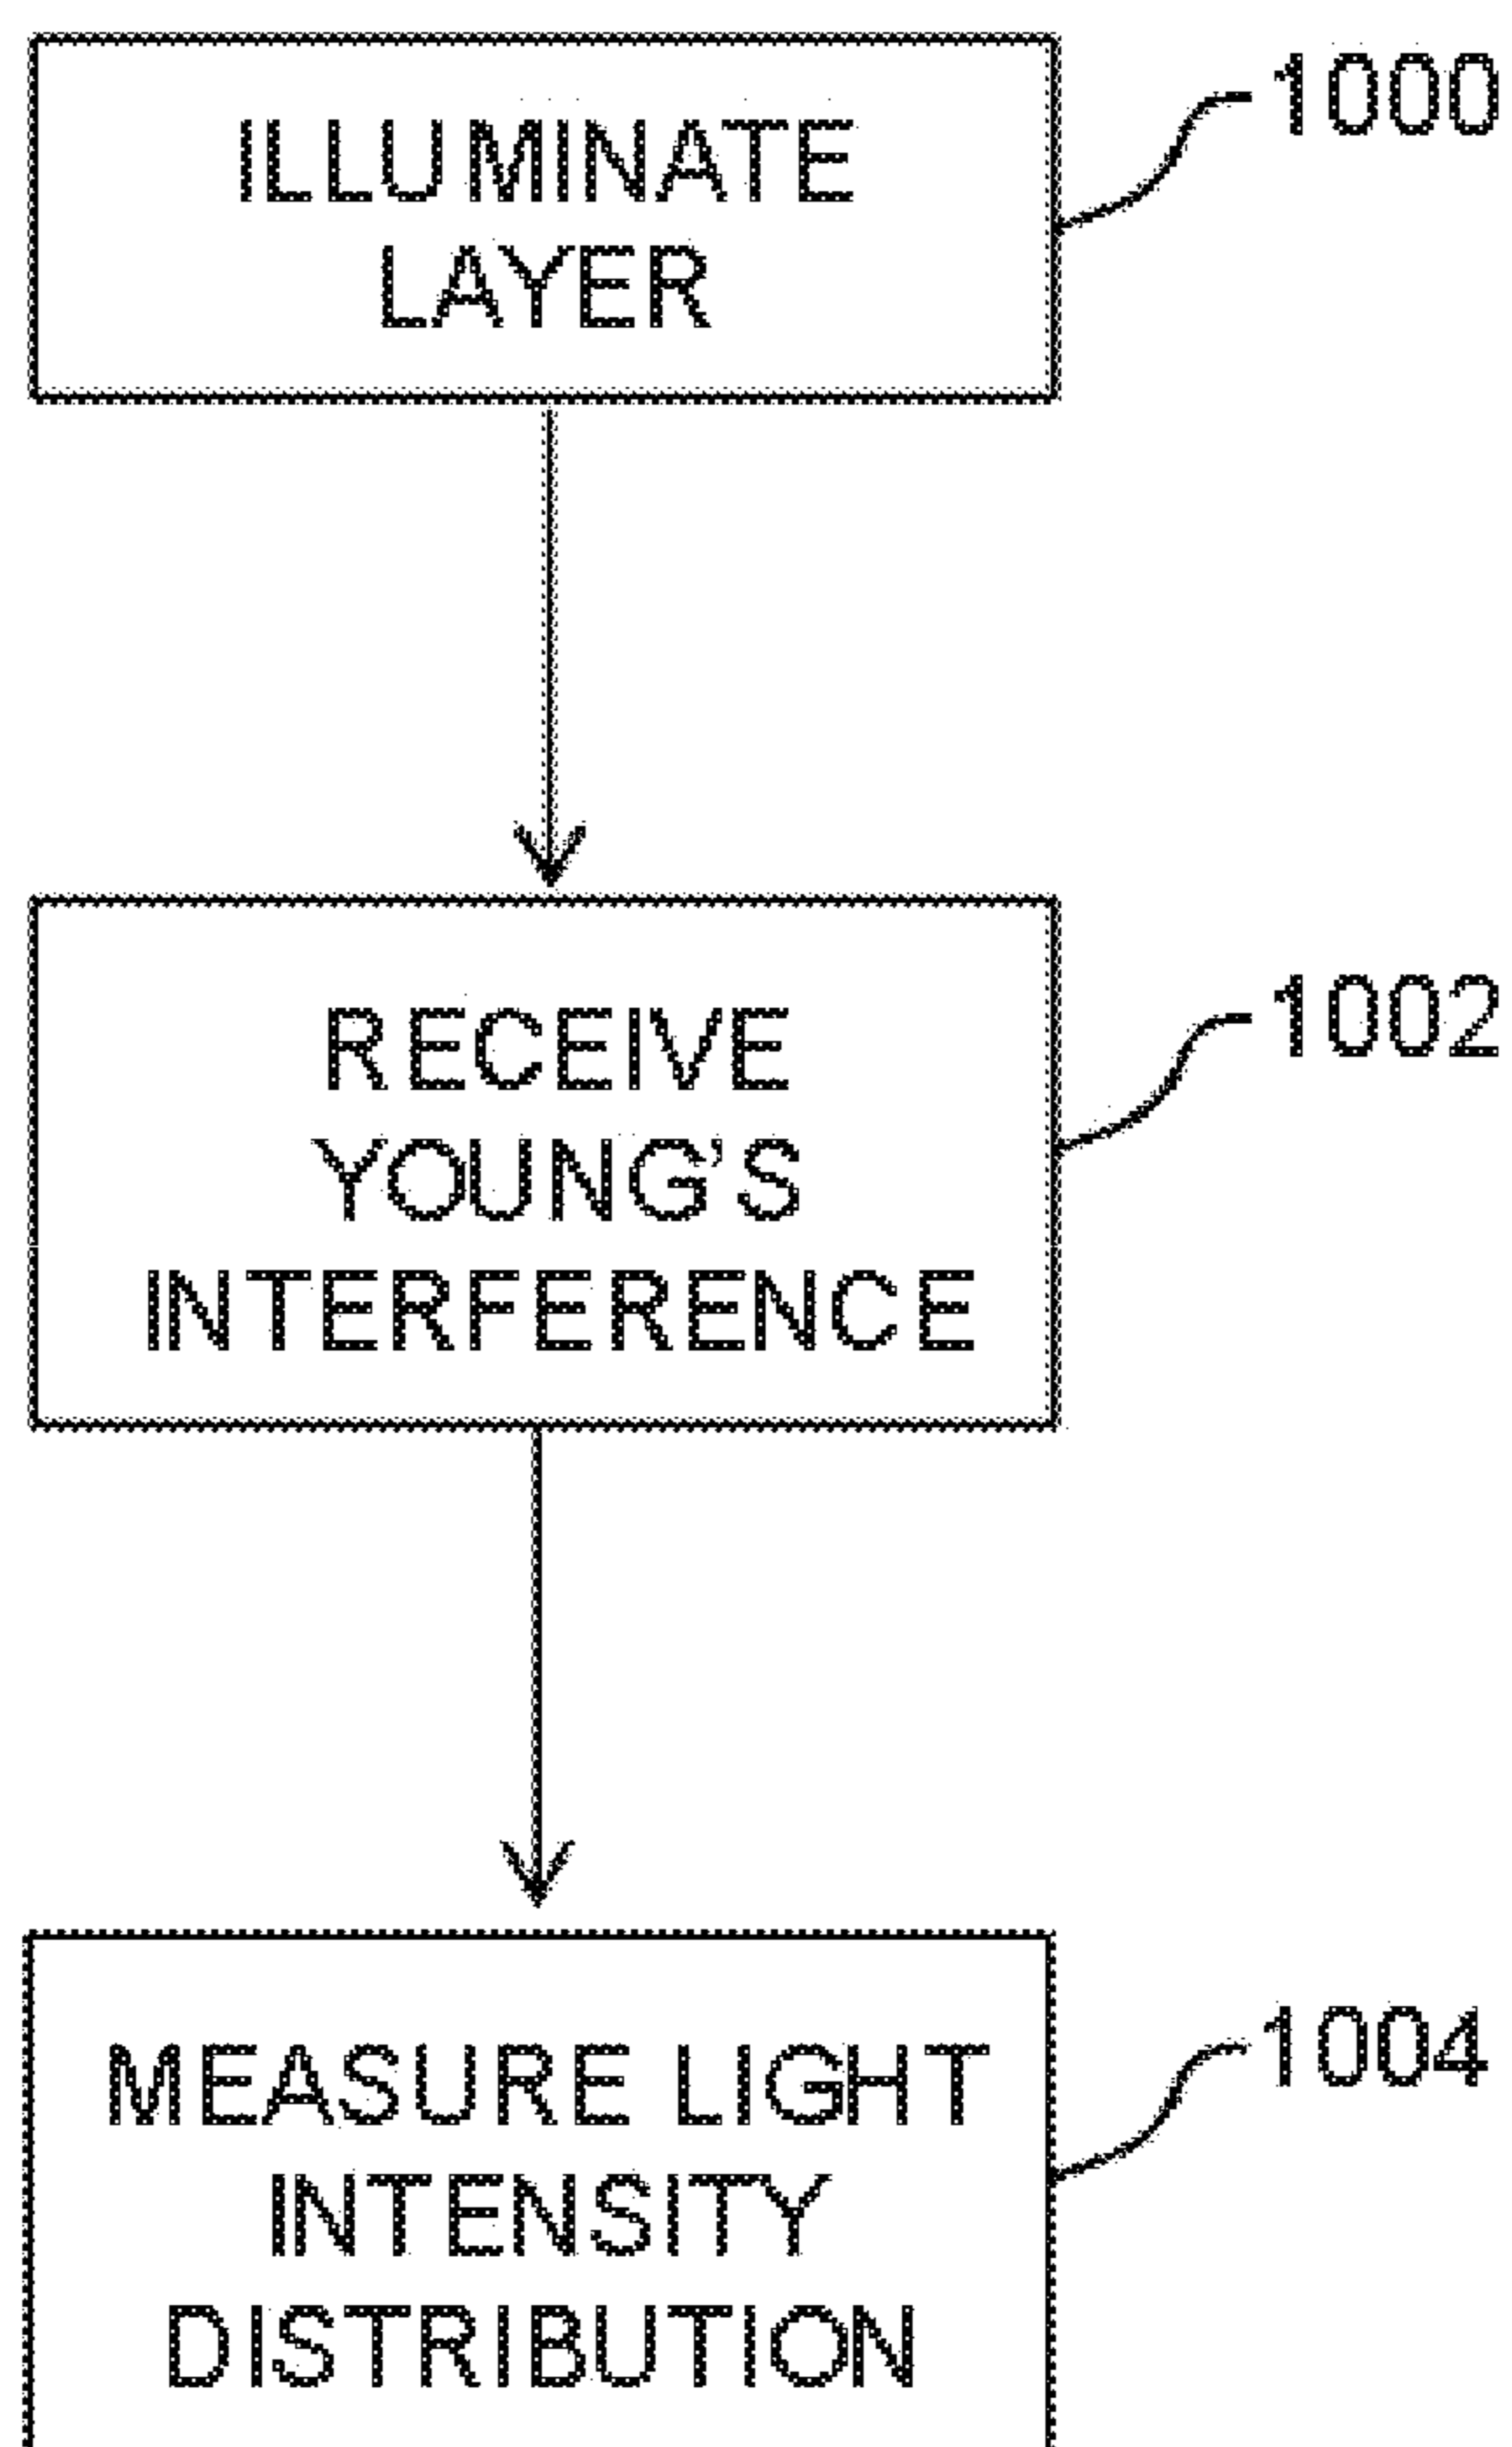 ILLUMINATE
LAYER
1000
RECEIVE
YOUNG'S
INTERFERENCE
1002
MEASURE LIGHT
INTENSITY
DISTRIBUTION
1004